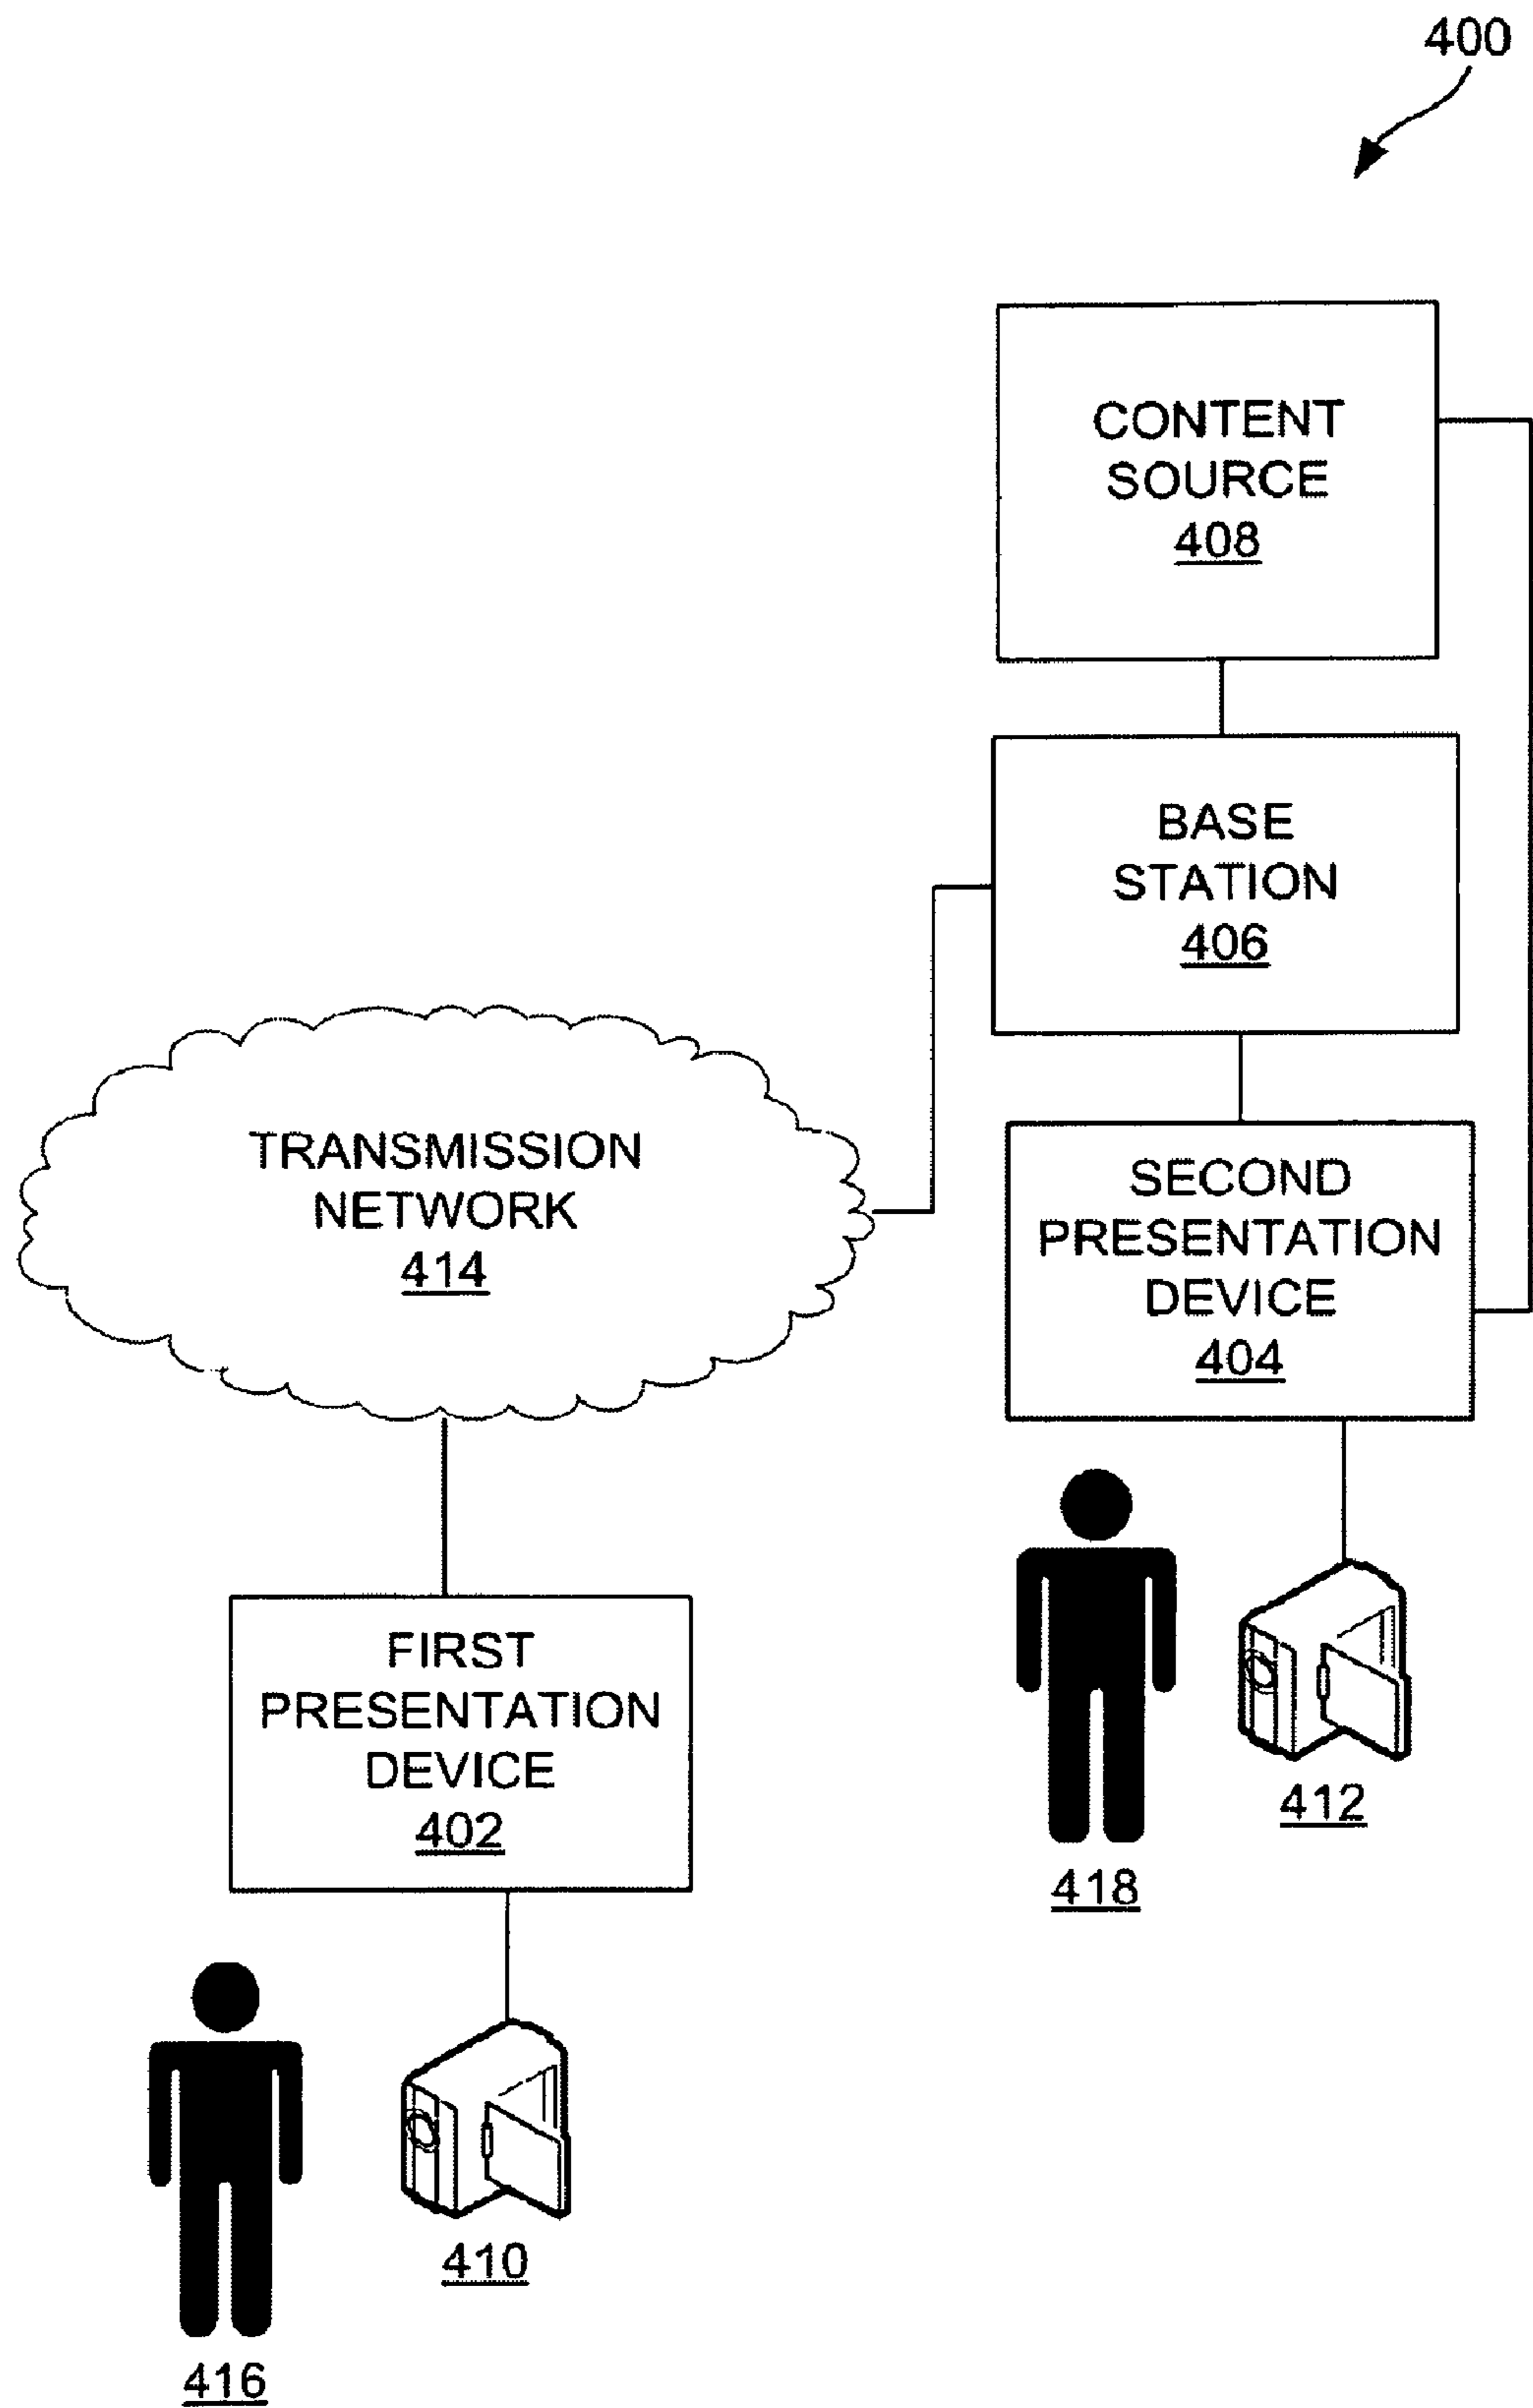 400
CONTENT
SOURCE
408
BASE
STATION
406
TRANSMISSION
NETWORK
414
SECOND
PRESENTATION
DEVICE
404
FIRST
PRESENTATION
DEVICE
402
412
418
410
416